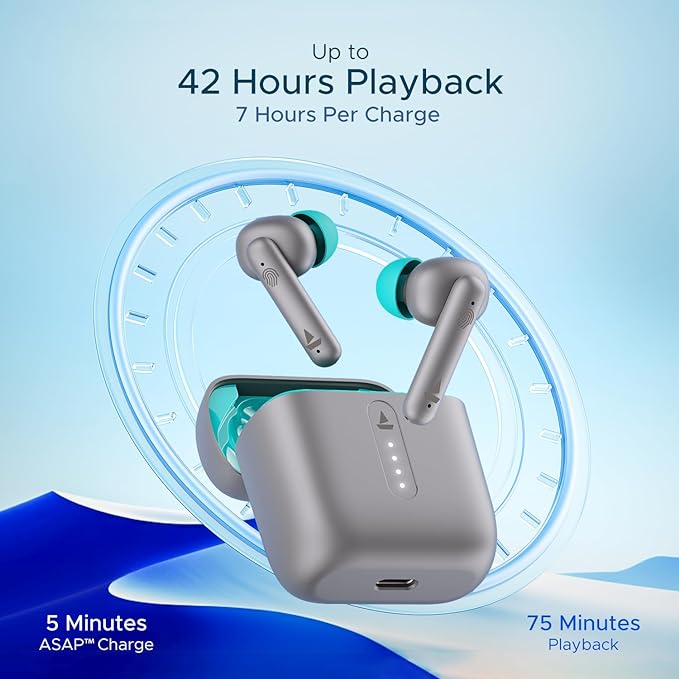 Up to
42 Hours Playback
7 Hours Per Charge
5 Minutes
ASAP™ Charge
75 Minutes
Playback